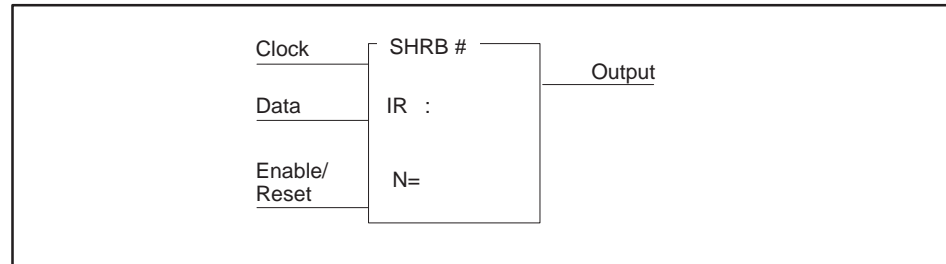 Clock
SHRB #
Output
Data
IR :
Enable/
Reset
N=